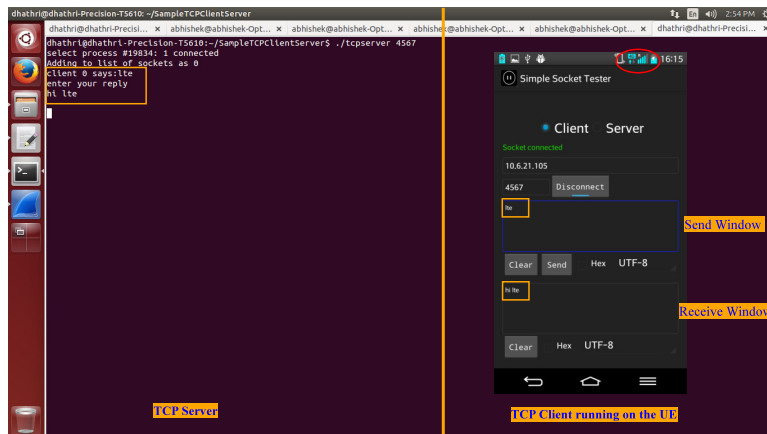 dhathri@dhathri-Precision-T5610: ~/SampleTCPClientServer
En
2:54 PM
dhathri@dhathri-Precisi... × abhishek@abhishek-Opt... × abhishek@abhishek-Opt... × abhishek@abhishek-Opt... × abhishek@abhishek-Opt... × dhathri@dhathri-Precisi... ×
dhathri@dhathri-Precision-T5610:~/SampleTCPClientServer$ ./tcpserver 4567
select process #19834: 1 connected
Adding to list of sockets as 0
client 0 says:lte
enter your reply
hi lte
16:15
Simple Socket Tester
Client Server
Socket connected
10.6.21.105
4567 Disconnect
lte
Send Window
Clear Send Hex UTF-8
hi lte
Receive Window
Clear Hex UTF-8
TCP Server
TCP Client running on the UE